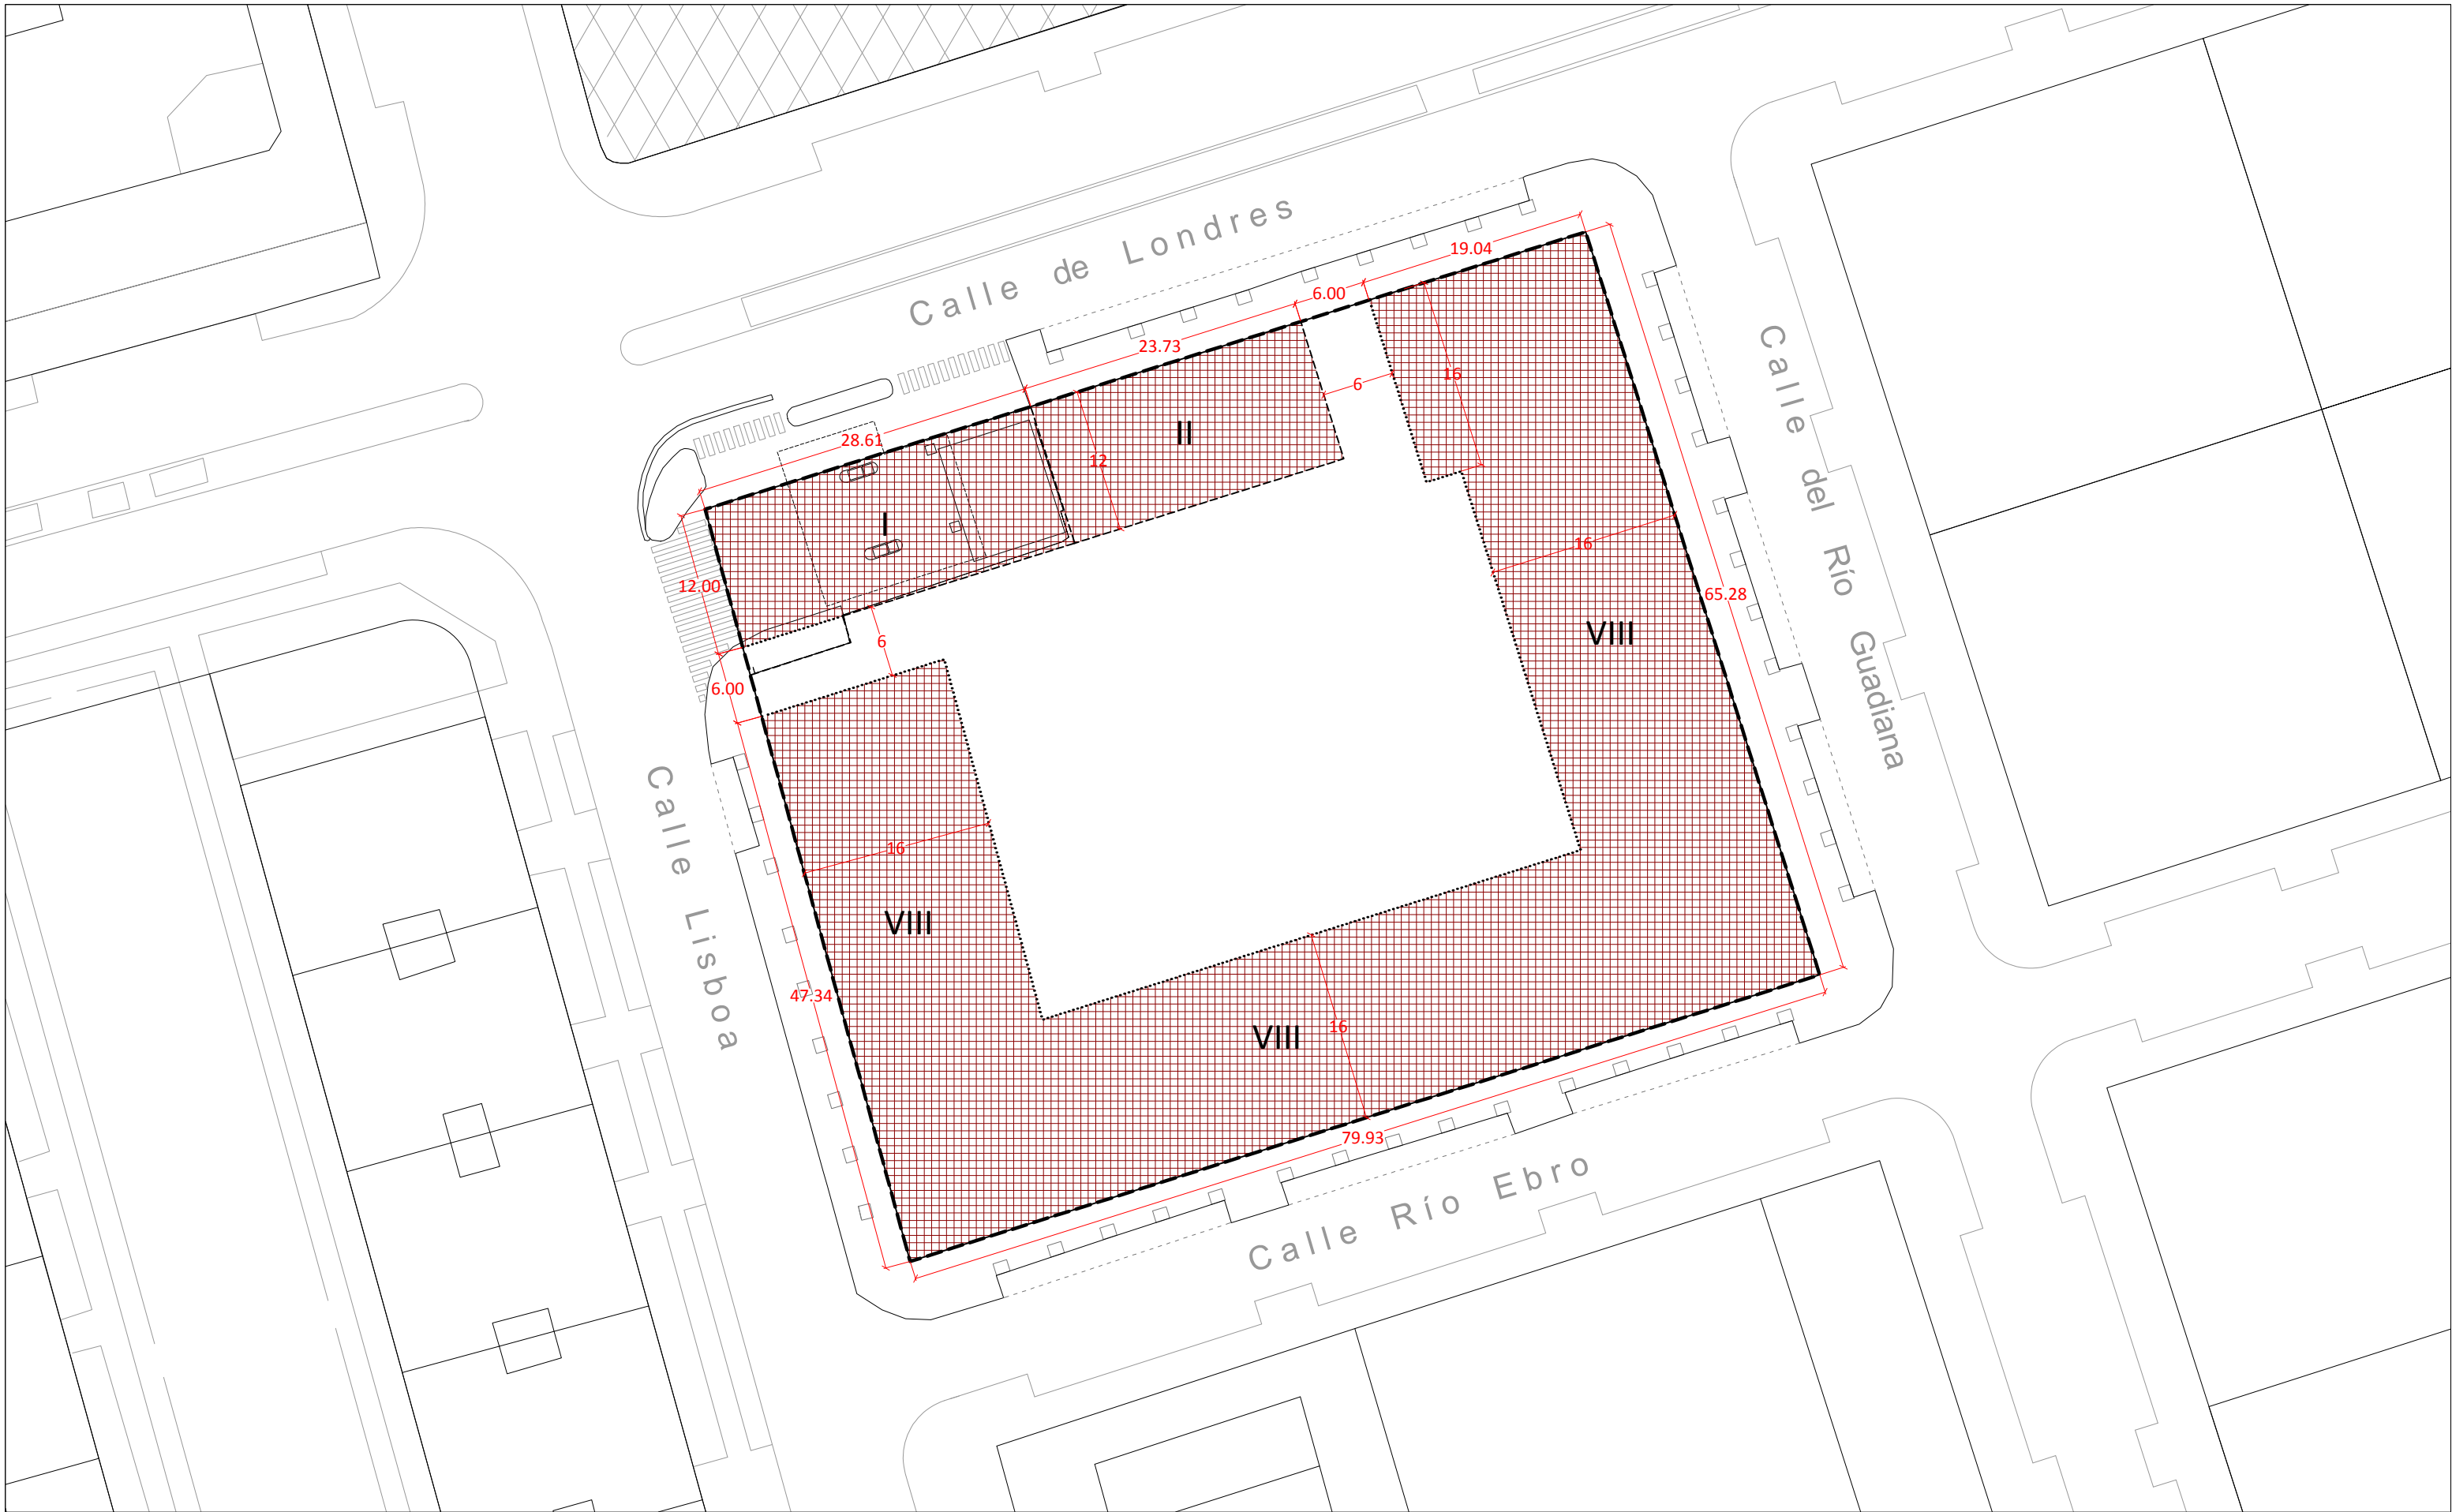 Calle de Londres
19.04
6.00
23.73
16
6
28.61
II
12
I
16
12.00
65.28
VIII
6
6.00
Calle del Río Guadiana
16
VIII
Calle Lisboa
47.34
VIII
16
79.93
Calle Río Ebro